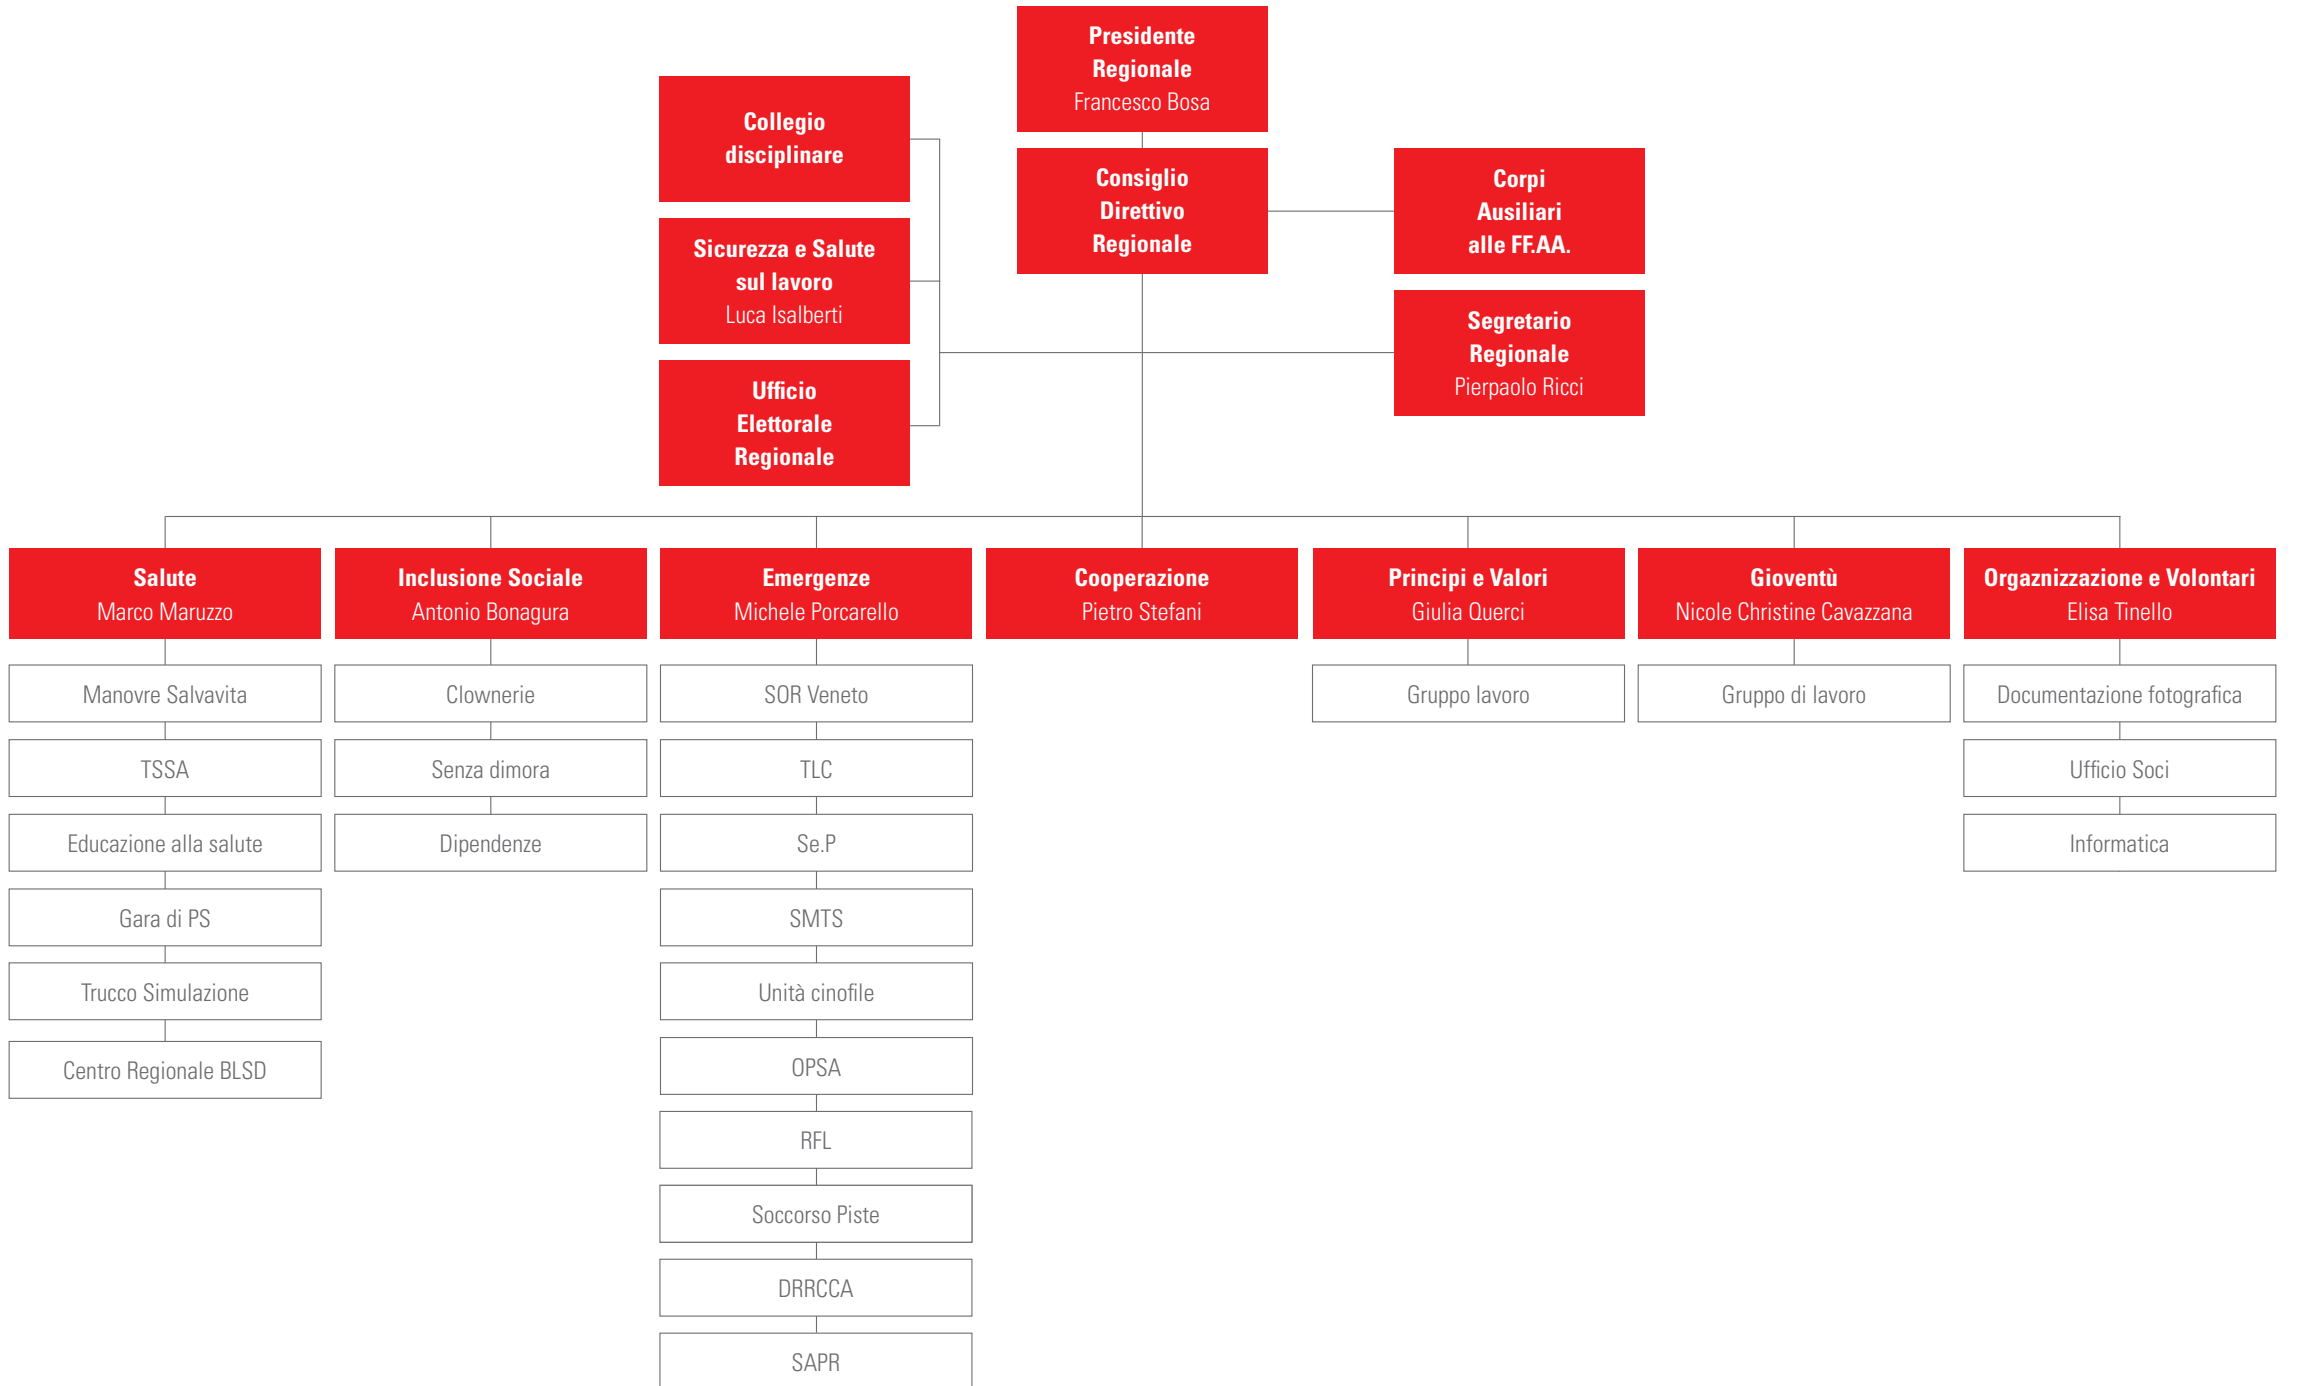 Presidente
Regionale
Francesco Bosa
Collegio
disciplinare
Consiglio
Direttivo
Regionale
Corpi
Ausiliari
alle FF.AA.
Sicurezza e Salute
sul lavoro
Luca Isalberti
Segretario
Regionale
Pierpaolo Ricci
Ufficio
Elettorale
Regionale
Salute
Marco Maruzzo
Inclusione Sociale
Antonio Bonagura
Emergenze
Michele Porcarello
Cooperazione
Pietro Stefani
Principi e Valori
Giulia Querci
Gioventù
Nicole Christine Cavazzana
Orgaznizzazione e Volontari
Elisa Tinello
Manovre Salvavita
TSSA
Educazione alla salute
Gara di PS
Trucco Simulazione
Centro Regionale BLSD
Clownerie
Senza dimora
Dipendenze
SOR Veneto
TLC
Se.P
SMTS
Unità cinofile
OPSA
RFL
Soccorso Piste
DRRCCA
SAPR
Gruppo lavoro
Gruppo di lavoro
Documentazione fotografica
Ufficio Soci
Informatica